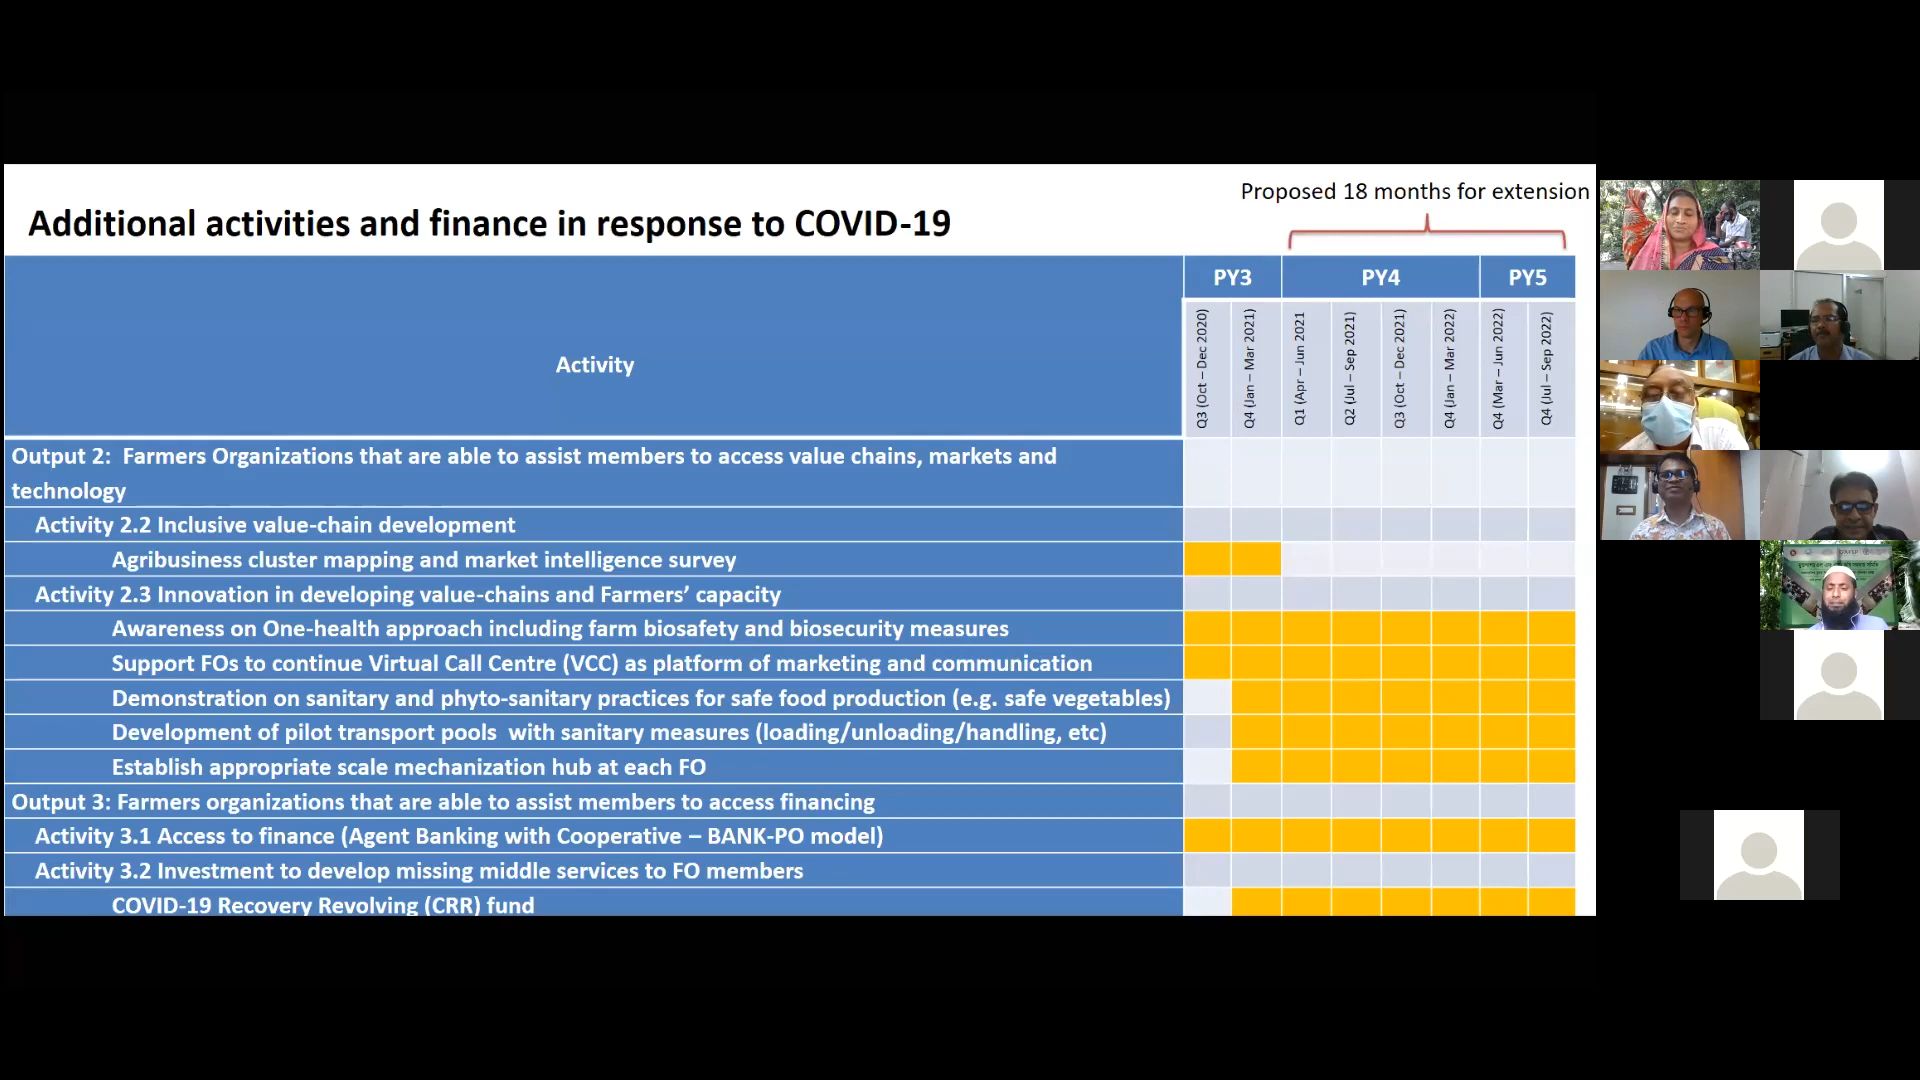 Proposed 18 months for extension
Additional activities and finance in response to COVID-19
Activity
PY3
PY4
PY5
Q3 (Oct – Dec 2020)
Q4 (Jan – Mar 2021)
Q1 (Apr – Jun 2021
Q2 (Jul – Sep 2021)
Q3 (Oct – Dec 2021)
Q4 (Jan – Mar 2022)
Q4 (Mar – Jun 2022)
Q4 (Jul – Sep 2022)
Output 2:  Farmers Organizations that are able to assist members to access value chains, markets and
technology
Activity 2.2 Inclusive value-chain development
Agribusiness cluster mapping and market intelligence survey
Activity 2.3 Innovation in developing value-chains and Farmers’ capacity
Awareness on One-health approach including farm biosafety and biosecurity measures
Support FOs to continue Virtual Call Centre (VCC) as platform of marketing and communication
Demonstration on sanitary and phyto-sanitary practices for safe food production (e.g. safe vegetables)
Development of pilot transport pools  with sanitary measures (loading/unloading/handling, etc)
Establish appropriate scale mechanization hub at each FO
Output 3: Farmers organizations that are able to assist members to access financing
Activity 3.1 Access to finance (Agent Banking with Cooperative – BANK-PO model)
Activity 3.2 Investment to develop missing middle services to FO members
COVID-19 Recovery Revolving (CRR) fund